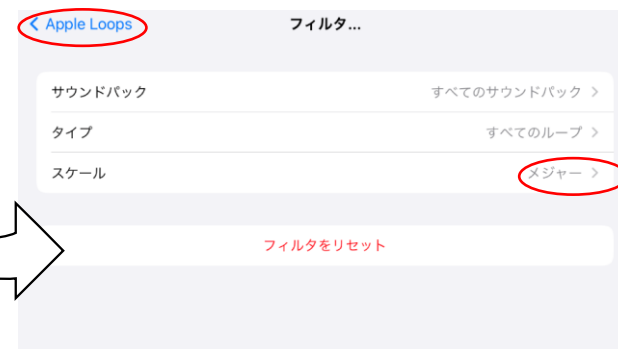 Apple Loops
フィルタ...
サウンドパック
すべてのサウンドパック
タイプ
すべてのループ
スケール
メジャー
フィルタをリセット